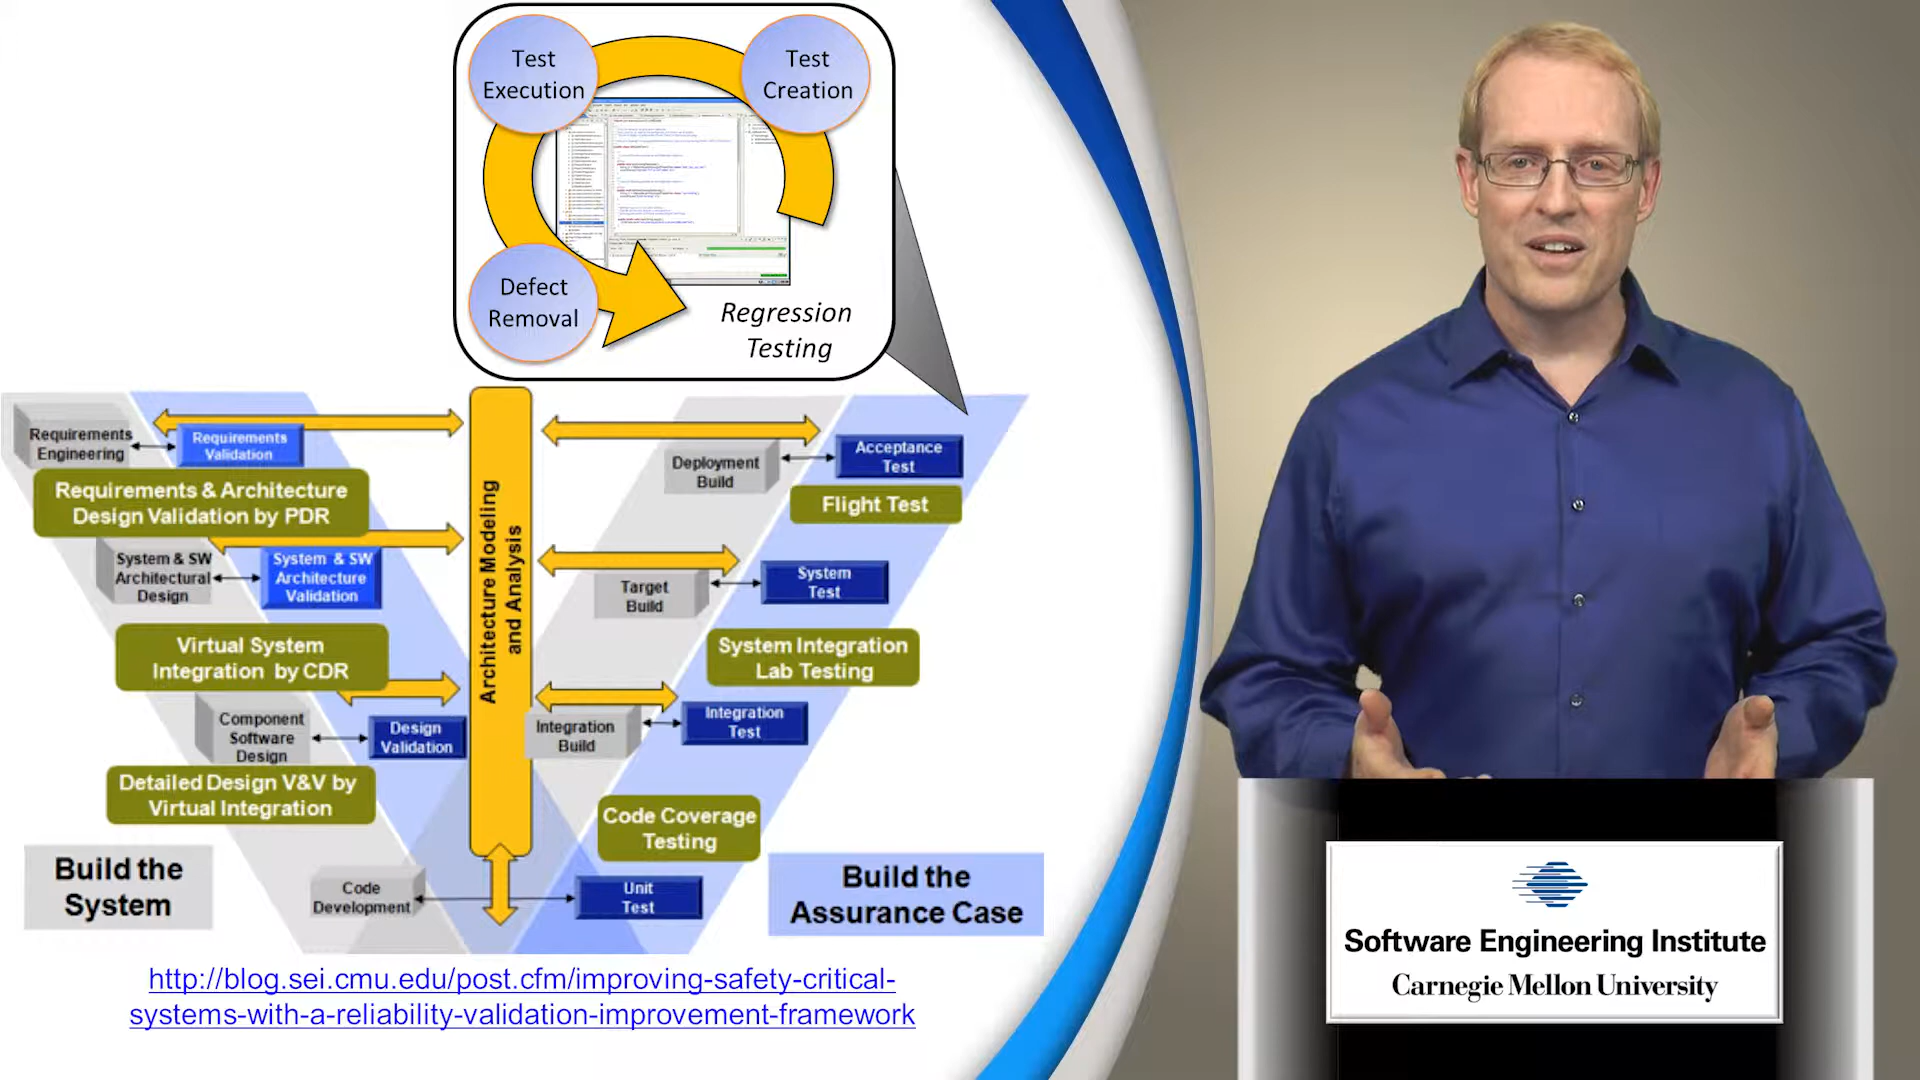 Test
Execution
Test
Creation
Defect
Removal
Regression
Testing
Requirements
Engineering
Requirements
Validation
Requirements & Architecture
Design Validation by PDR
System & SW
Architectural
Design
System & SW
Architecture
Validation
Virtual System
Integration by CDR
Component
Software
Design
Design
Validation
Detailed Design V&V by
Virtual Integration
Build the
System
Code
Development
Architecture Modeling
and Analysis
Deployment
Build
Acceptance
Test
Flight Test
Target
Build
System
Test
System Integration
Lab Testing
Integration
Build
Integration
Test
Code Coverage
Testing
Unit
Test
Build the
Assurance Case
http://blog.sei.cmu.edu/post.cfm/improving-safety-critical-
systems-with-a-reliability-validation-improvement-framework
Software Engineering Institute
Carnegie Mellon University